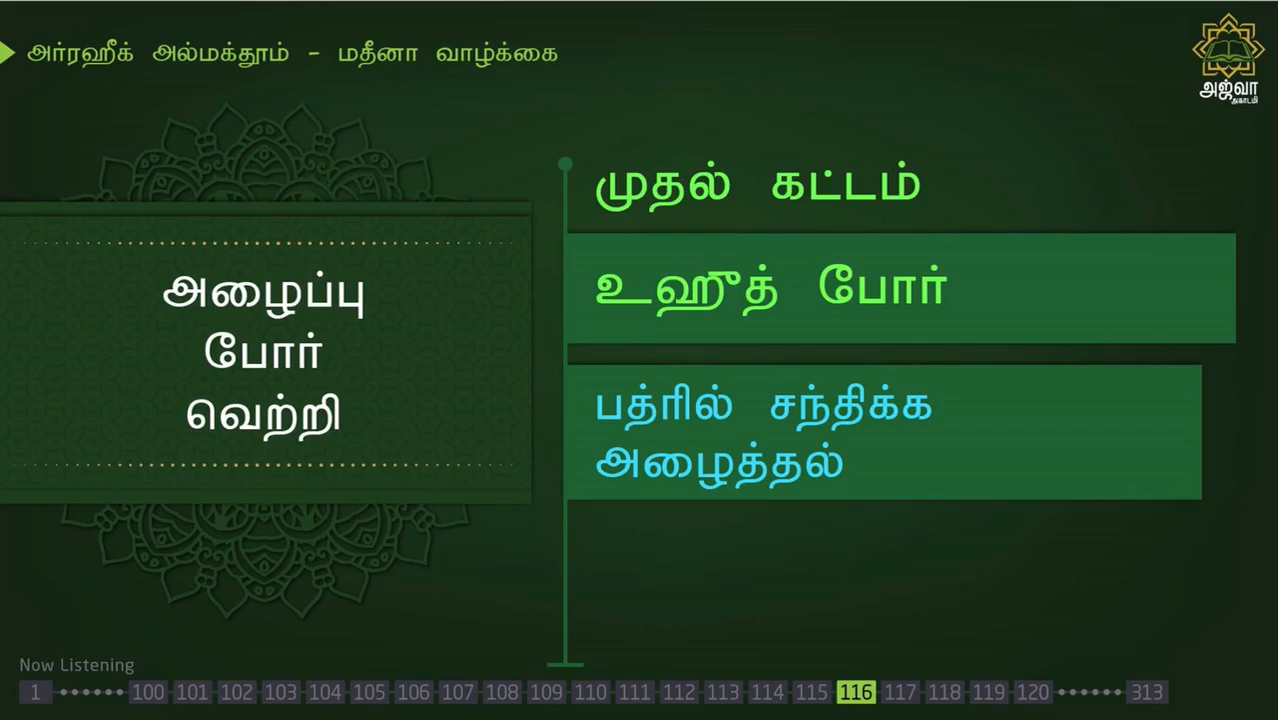 அர்ரஹீக் அல்மக்தூம் - மதீனா வாழ்க்கை
அஜ்வா
அகாடமி
அழைப்பு
போர்
வெற்றி
முதல் கட்டம்
உஹுத் போர்
பத்ரில் சந்திக்க
அழைத்தல்
Now Listening
1 •••••• 100 101 102 103 104 105 106 107 108 109 110 111 112 113 114 115 116 117 118 119 120 •••••• 313